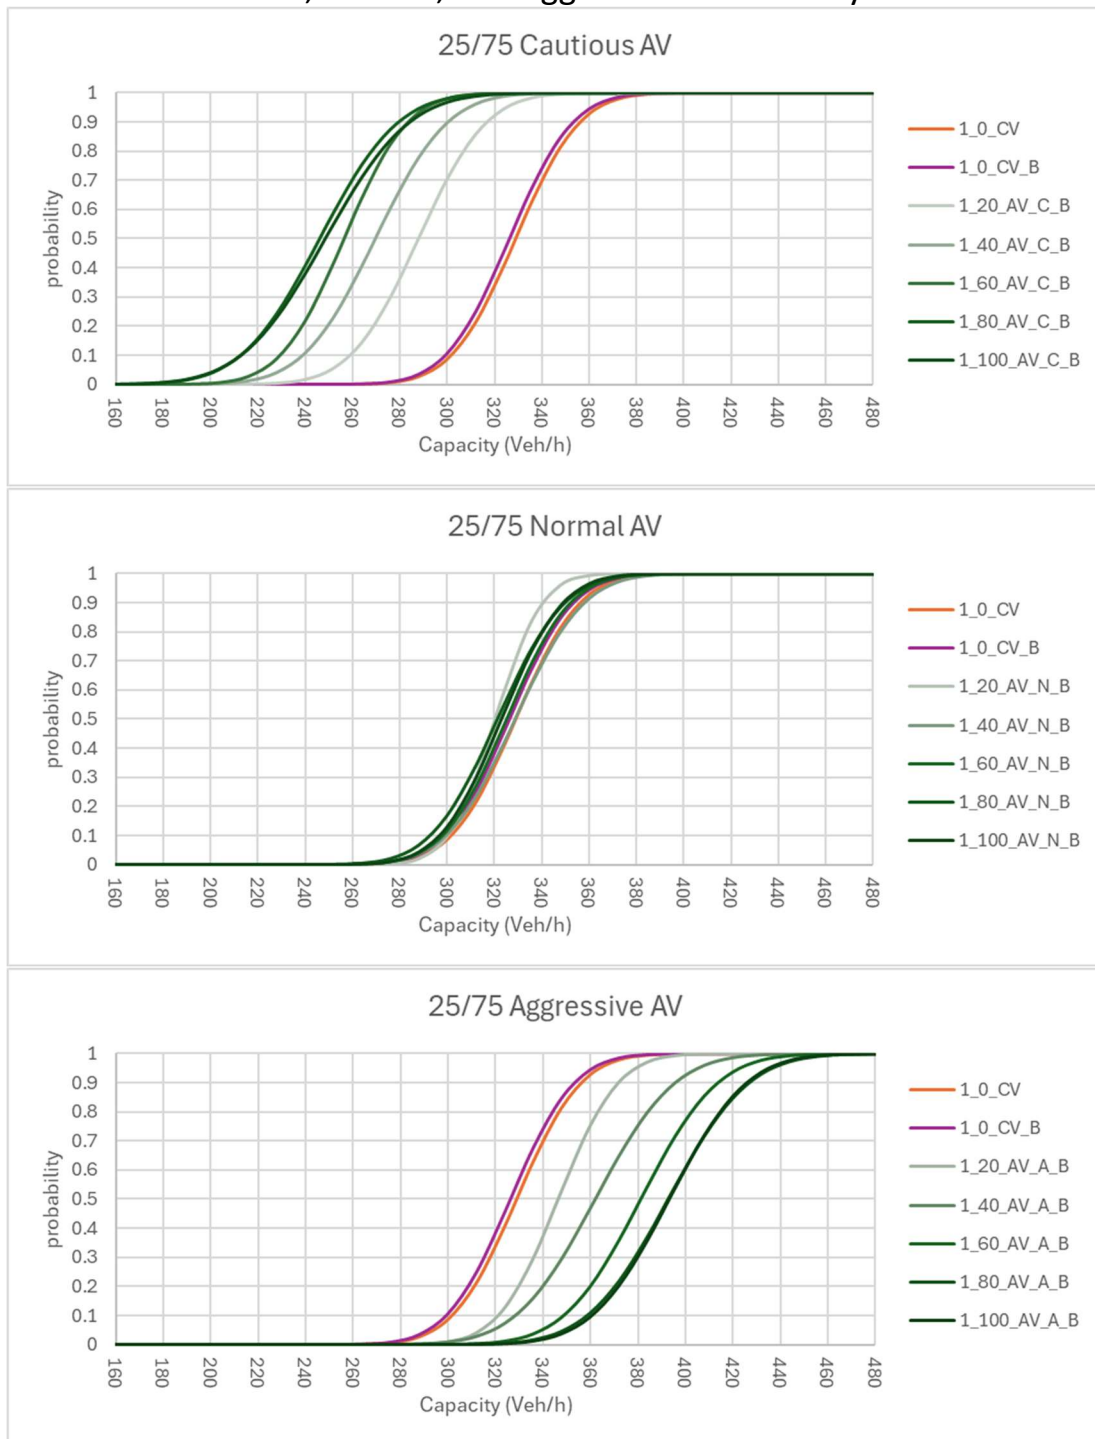 25/75 Cautious AV
1
0.9
0.8
0.7
0.6
0.5
0.4
0.3
0.2
0.1
0
probability
160 180 200 220 240 260 280 300 320 340 360 380 400 420 440 460 480
Capacity (Veh/h)
1_0_CV
1_0_CV_B
1_20_AV_C_B
1_40_AV_C_B
1_60_AV_C_B
1_80_AV_C_B
1_100_AV_C_B
25/75 Normal AV
1
0.9
0.8
0.7
0.6
0.5
0.4
0.3
0.2
0.1
0
probability
160 180 200 220 240 260 280 300 320 340 360 380 400 420 440 460 480
Capacity (Veh/h)
1_0_CV
1_0_CV_B
1_20_AV_N_B
1_40_AV_N_B
1_60_AV_N_B
1_80_AV_N_B
1_100_AV_N_B
25/75 Aggressive AV
1
0.9
0.8
0.7
0.6
0.5
0.4
0.3
0.2
0.1
0
probability
160 180 200 220 240 260 280 300 320 340 360 380 400 420 440 460 480
Capacity (Veh/h)
1_0_CV
1_0_CV_B
1_20_AV_A_B
1_40_AV_A_B
1_60_AV_A_B
1_80_AV_A_B
1_100_AV_A_B